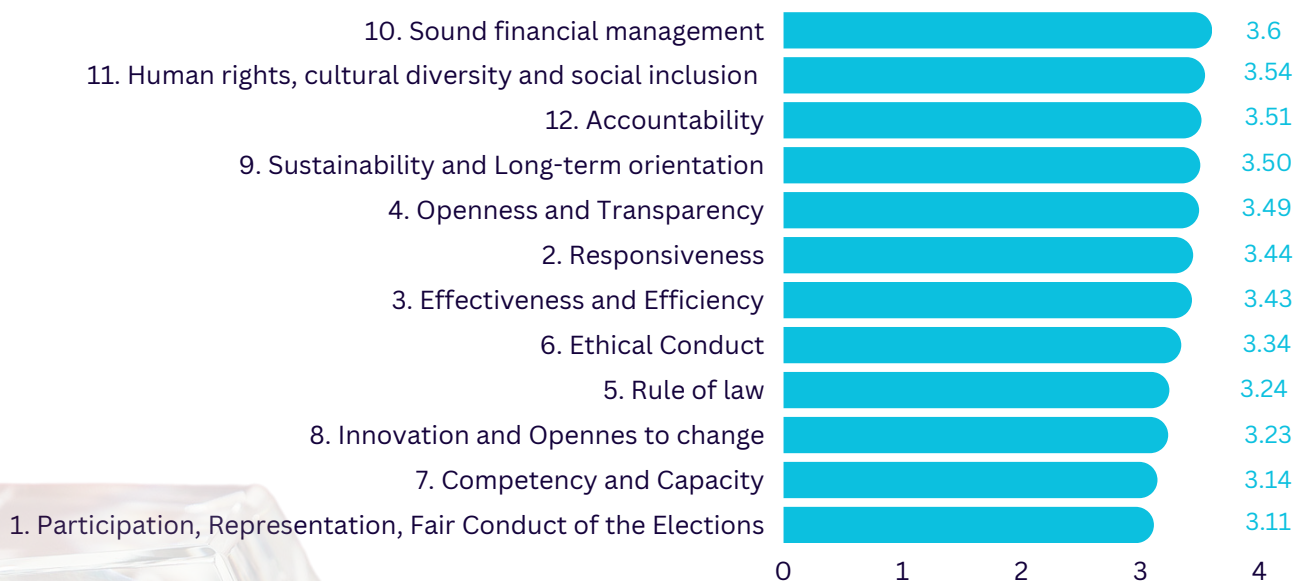 10. Sound financial management 3.6
11. Human rights, cultural diversity and social inclusion 3.54
12. Accountability 3.51
9. Sustainability and Long-term orientation 3.50
4. Openness and Transparency 3.49
2. Responsiveness 3.44
3. Effectiveness and Efficiency 3.43
6. Ethical Conduct 3.34
5. Rule of law 3.24
8. Innovation and Opennes to change 3.23
7. Competency and Capacity 3.14
1. Participation, Representation, Fair Conduct of the Elections 3.11
0 1 2 3 4